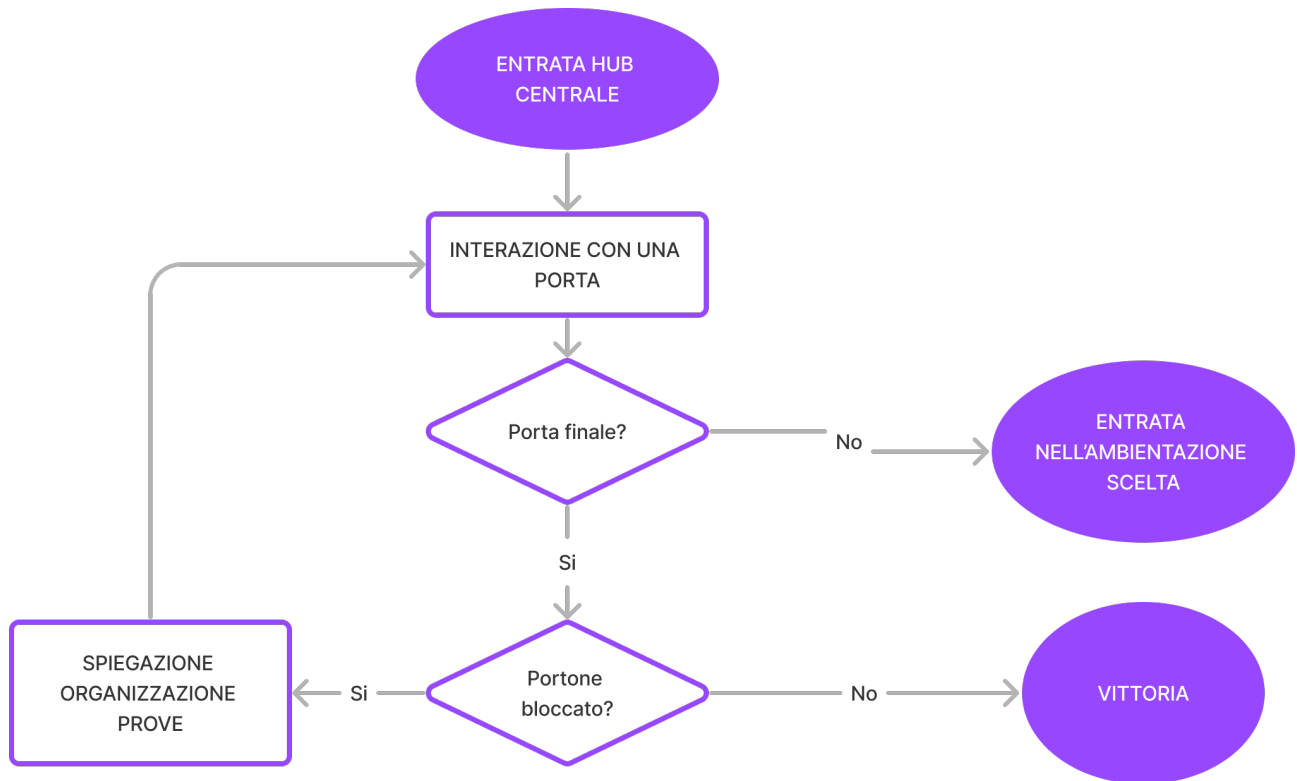 ENTRATA HUB
CENTRALE
INTERAZIONE CON UNA
PORTA
Porta finale?
No
ENTRATA
NELL’AMBIENTAZIONE
SCELTA
Si
Portone
bloccato?
Si
SPIEGAZIONE
ORGANIZZAZIONE
PROVE
No
VITTORIA